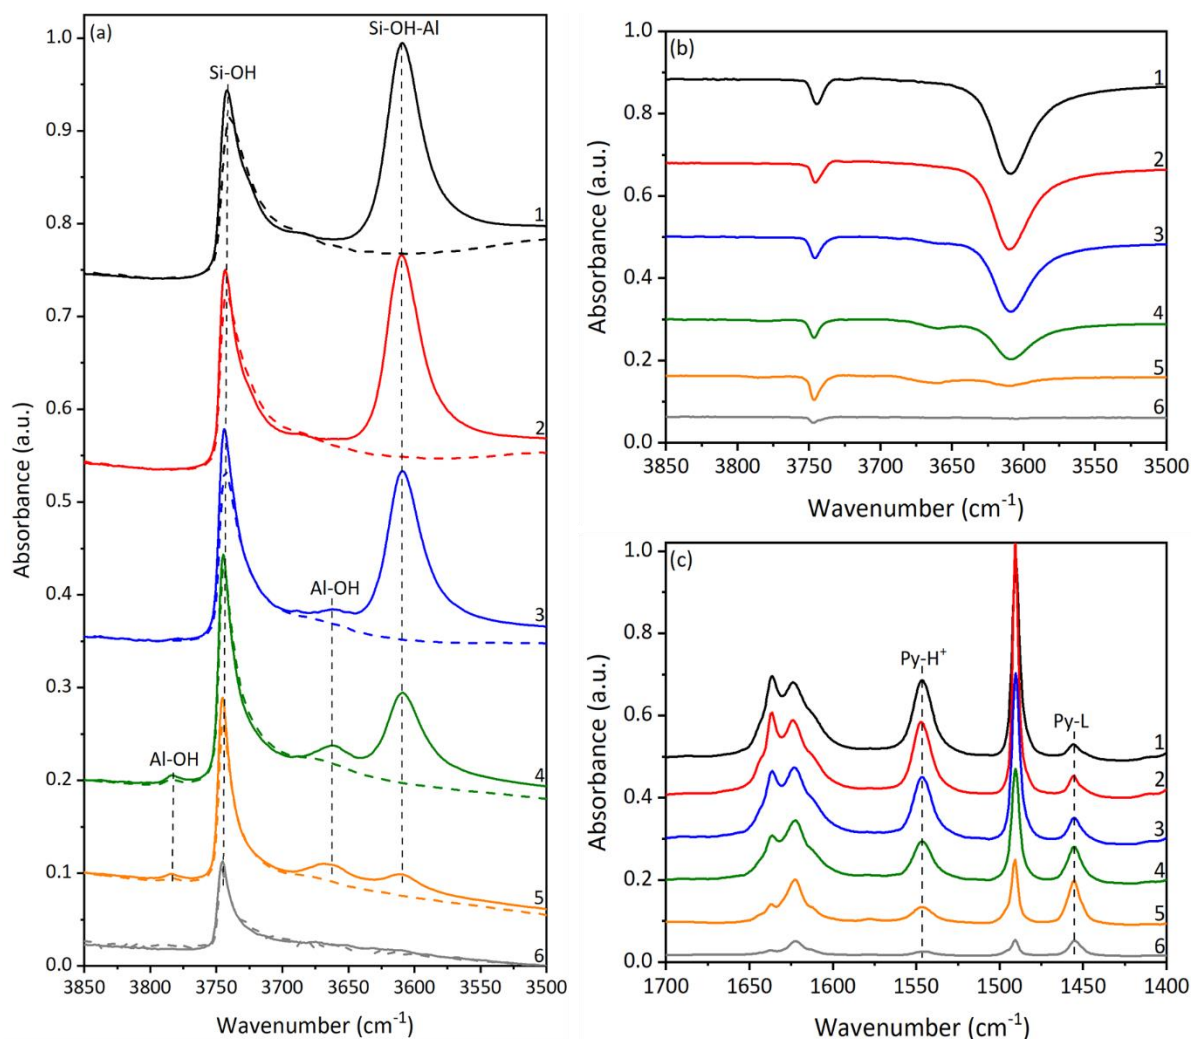 (a)
Si-OH
Si-OH-Al
Al-OH
Al-OH
1
2
3
4
5
6
1.0
0.9
0.8
0.7
0.6
0.5
0.4
0.3
0.2
0.1
0.0
Absorbance (a.u.)
3850 3800 3750 3700 3650 3600 3550 3500
Wavenumber (cm⁻¹)
(b)
1
2
3
4
5
6
1.0
0.8
0.6
0.4
0.2
0.0
Absorbance (a.u.)
3850 3800 3750 3700 3650 3600 3550 3500
Wavenumber (cm⁻¹)
(c)
Py-H⁺
Py-L
1
2
3
4
5
6
1.0
0.8
0.6
0.4
0.2
0.0
Absorbance (a.u.)
1700 1650 1600 1550 1500 1450 1400
Wavenumber (cm⁻¹)